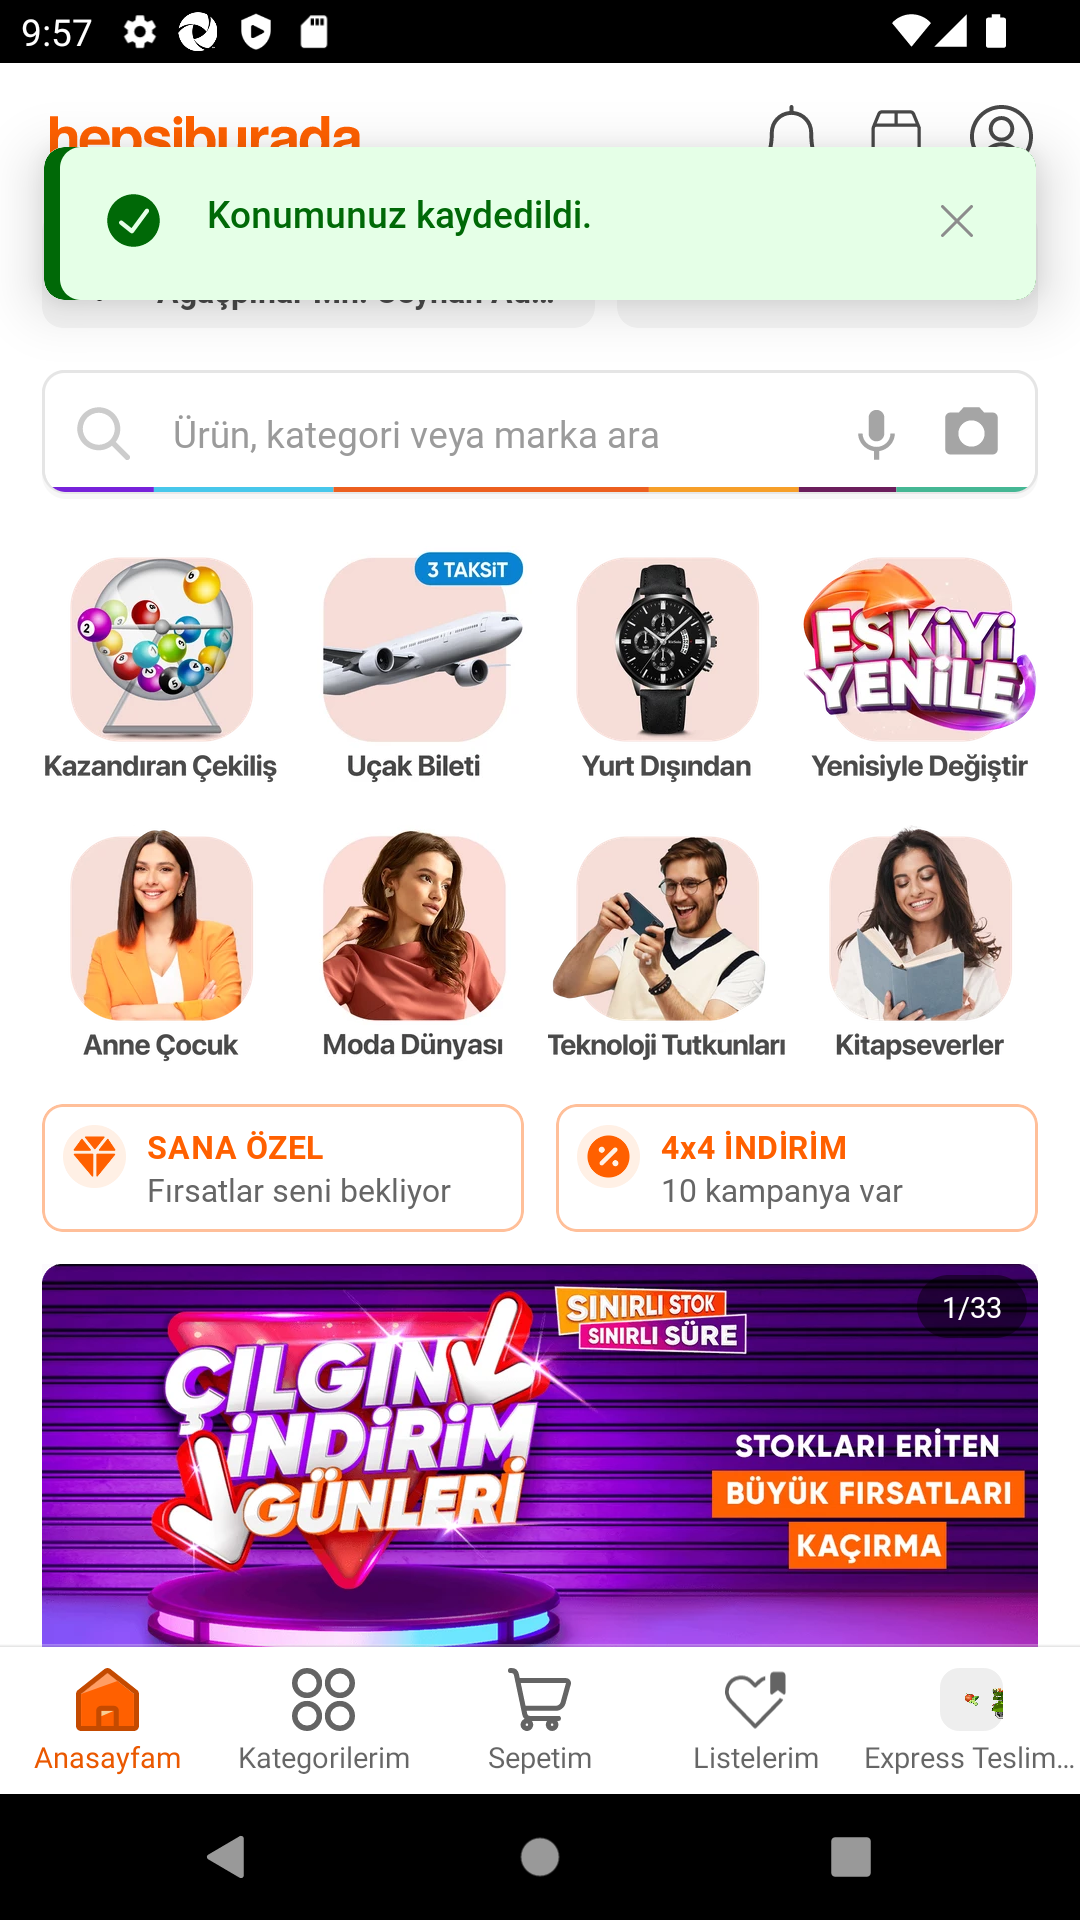 9:57
hepsiburada
Konumunuz kaydedildi.
Ürün, kategori veya marka ara
3 TAKSİT
ESKİYİ
YENİLE
Kazandıran Çekiliş
Uçak Bileti
Yurt Dışından
Yenisiyle Değiştir
Anne Çocuk
Moda Dünyası
Teknoloji Tutkunları
Kitapseverler
SANA ÖZEL
Fırsatlar seni bekliyor
4x4 İNDİRİM
10 kampanya var
SINIRLI STOK
SINIRLI SÜRE
1/33
ÇILGIN
İNDİRİM
GÜNLERİ
STOKLARI ERİTEN
BÜYÜK FIRSATLARI
KAÇIRMA
Anasayfam
Kategorilerim
Sepetim
Listelerim
Express Teslim...